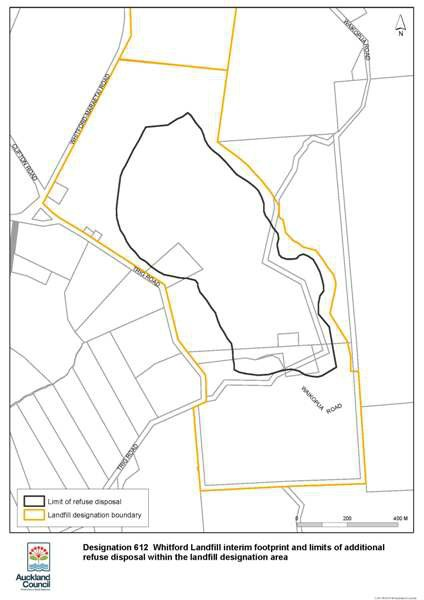 WAIKOPUA ROAD
N
WHITFORD MARAETAI ROAD
CLIFTON ROAD
TRIG ROAD
WAIKOPUA ROAD
TRIG ROAD
Limit of refuse disposal
Landfill designation boundary
0 200 400 M
Designation 612 Whitford Landfill interim footprint and limits of additional
refuse disposal within the landfill designation area
Auckland
Council